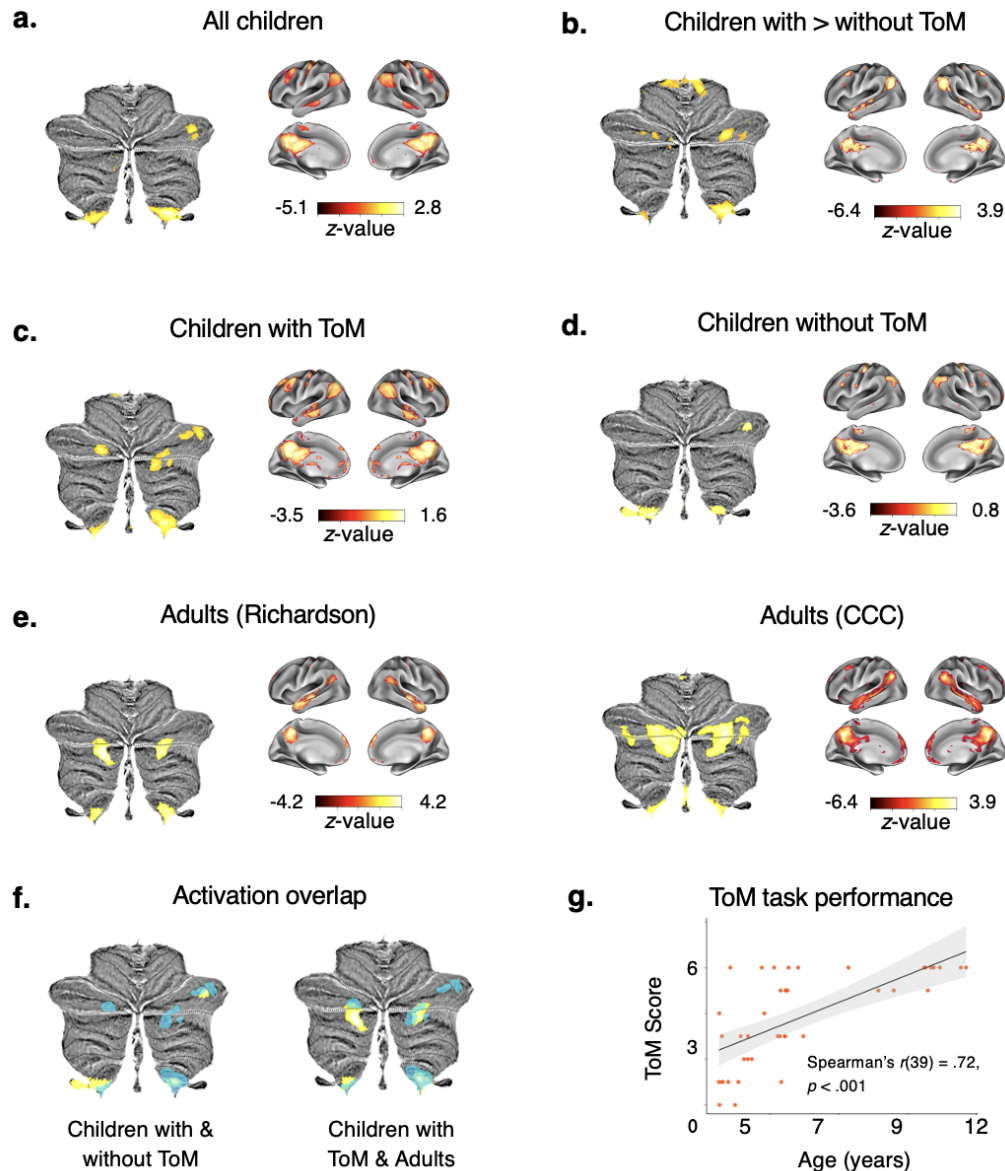 a.
All children
-5.1
2.8
z-value
b.
Children with > without ToM
-6.4
3.9
z-value
c.
Children with ToM
-3.5
1.6
z-value
d.
Children without ToM
-3.6
0.8
z-value
e.
Adults (Richardson)
-4.2
4.2
z-value
Adults (CCC)
-6.4
3.9
z-value
f.
Activation overlap
Children with &
without ToM
Children with
ToM & Adults
g.
ToM task performance
ToM Score
6
3
0
Spearman's r(39) = .72,
p < .001
5
7
9
12
Age (years)